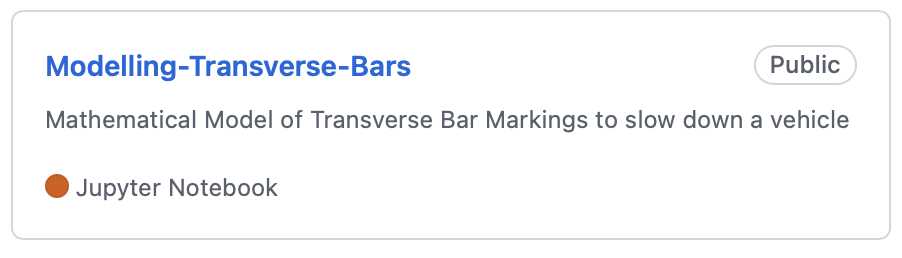 Modelling-Transverse-Bars
Public
Mathematical Model of Transverse Bar Markings to slow down a vehicle
Jupyter Notebook